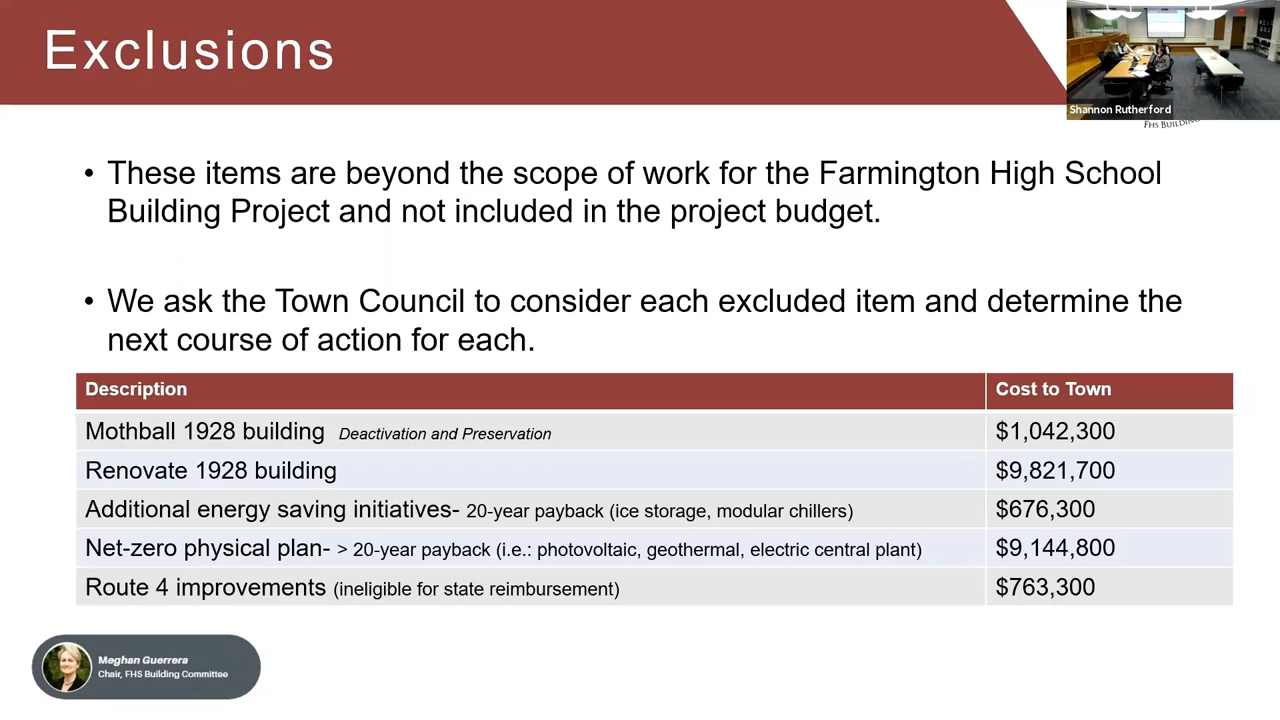 Exclusions
Shannon Rutherford
FHS BUILDING
• These items are beyond the scope of work for the Farmington High School
Building Project and not included in the project budget.
• We ask the Town Council to consider each excluded item and determine the
next course of action for each.
Description Cost to Town
Mothball 1928 building Deactivation and Preservation $1,042,300
Renovate 1928 building $9,821,700
Additional energy saving initiatives- 20-year payback (ice storage, modular chillers) $676,300
Net-zero physical plan- > 20-year payback (i.e.: photovoltaic, geothermal, electric central plant) $9,144,800
Route 4 improvements (ineligible for state reimbursement) $763,300
Meghan Guerrera
Chair, FHS Building Committee